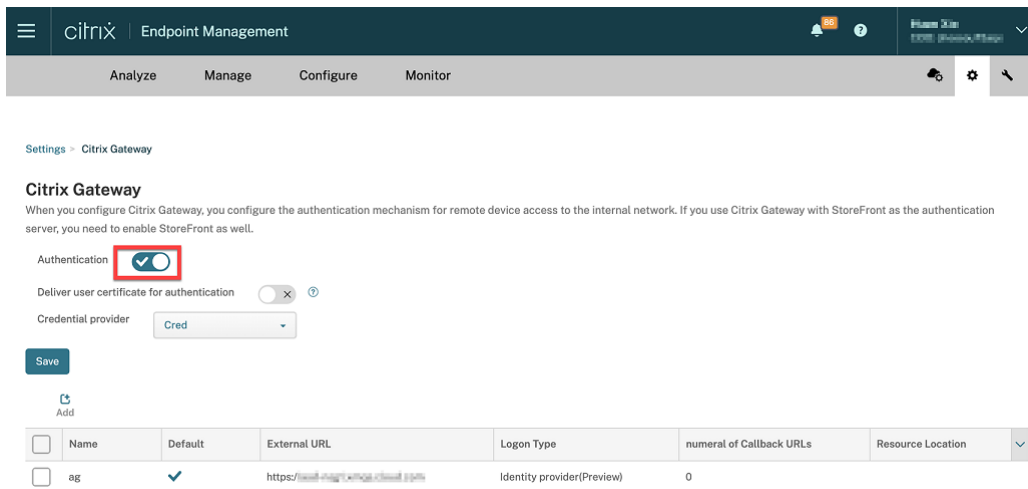 citrix | Endpoint Management
86
Analyze Manage Configure Monitor
Settings > Citrix Gateway
Citrix Gateway
When you configure Citrix Gateway, you configure the authentication mechanism for remote device access to the internal network. If you use Citrix Gateway with StoreFront as the authentication
server, you need to enable StoreFront as well.
Authentication
Deliver user certificate for authentication
Credential provider Cred
Save
Add
Name Default External URL Logon Type numeral of Callback URLs Resource Location
ag https:/ Identity provider(Preview) 0